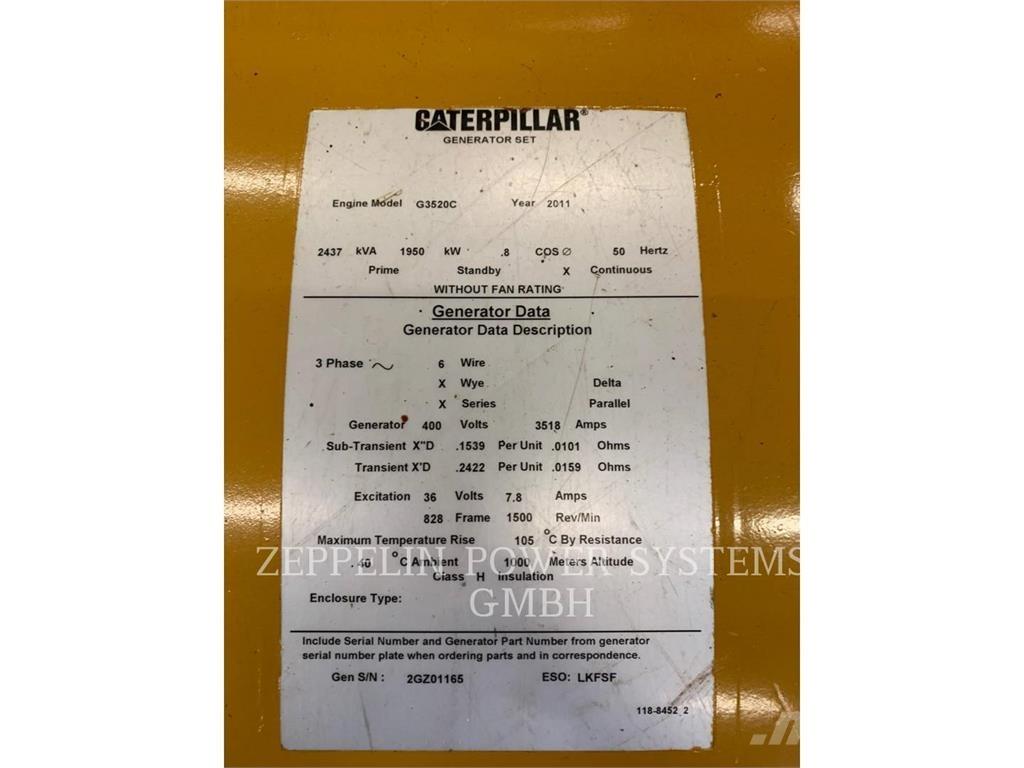 CATERPILLAR®
GENERATOR SET
Engine Model G3520C Year 2011
2437 kVA 1950 kW .8 COS ∅ 50 Hertz
Prime Standby X Continuous
WITHOUT FAN RATING
Generator Data
Generator Data Description
3 Phase ~ 6 Wire
X Wye Delta
X Series Parallel
Generator 400 Volts 3518 Amps
Sub-Transient X"D .1539 Per Unit .0101 Ohms
Transient X'D .2422 Per Unit .0159 Ohms
Excitation 36 Volts 7.8 Amps
828 Frame 1500 Rev/Min
Maximum Temperature Rise 105 °C By Resistance
40 °C Ambient 1000 Meters Altitude
Class H Insulation
ZEPPELIN POWER SYSTEMS
GMBH
Enclosure Type:
Include Serial Number and Generator Part Number from generator
serial number plate when ordering parts and in correspondence.
Gen S/N : 2GZ01165 ESO: LKFSF
118-8452 2